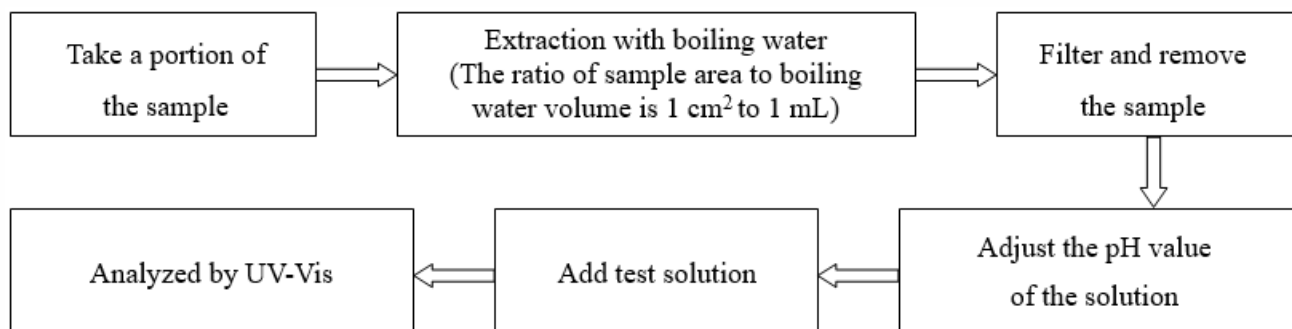 Take a portion of
the sample
Extraction with boiling water
(The ratio of sample area to boiling
water volume is 1 cm² to 1 mL)
Filter and remove
the sample
Adjust the pH value
of the solution
Add test solution
Analyzed by UV-Vis